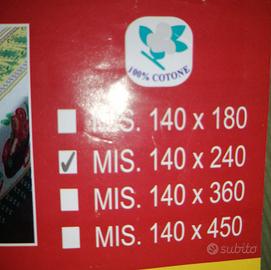 100% COTONE
MIS. 140 x 180
MIS. 140 x 240
MIS. 140 x 360
MIS. 140 x 450
subito